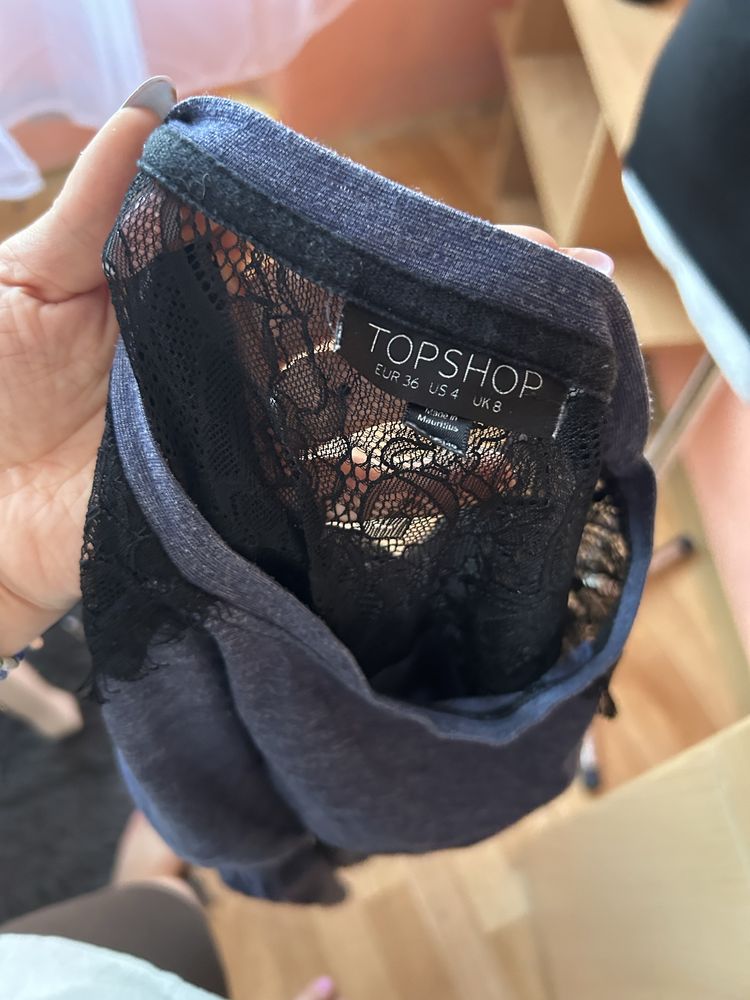 TOPSHOP
EUR 36 US 4 UK 8
Made in
Mauritius